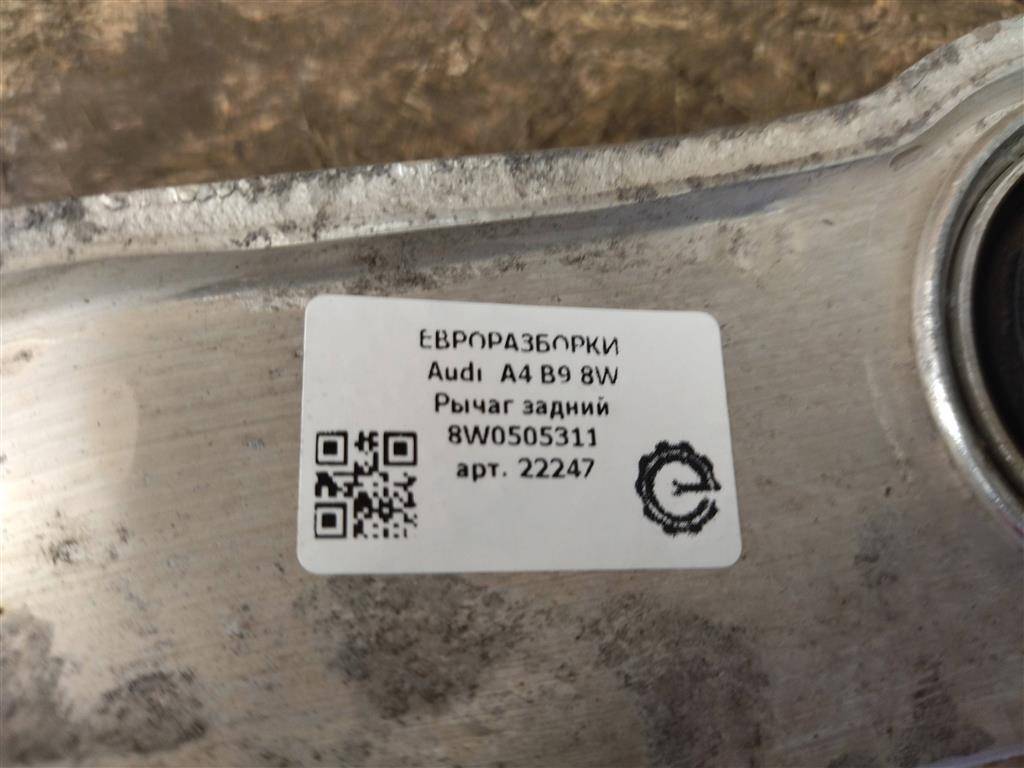 ЕВРОРАЗБОРКИ
Audi A4 B9 8W
Рычаг задний
8W0505311
арт. 22247